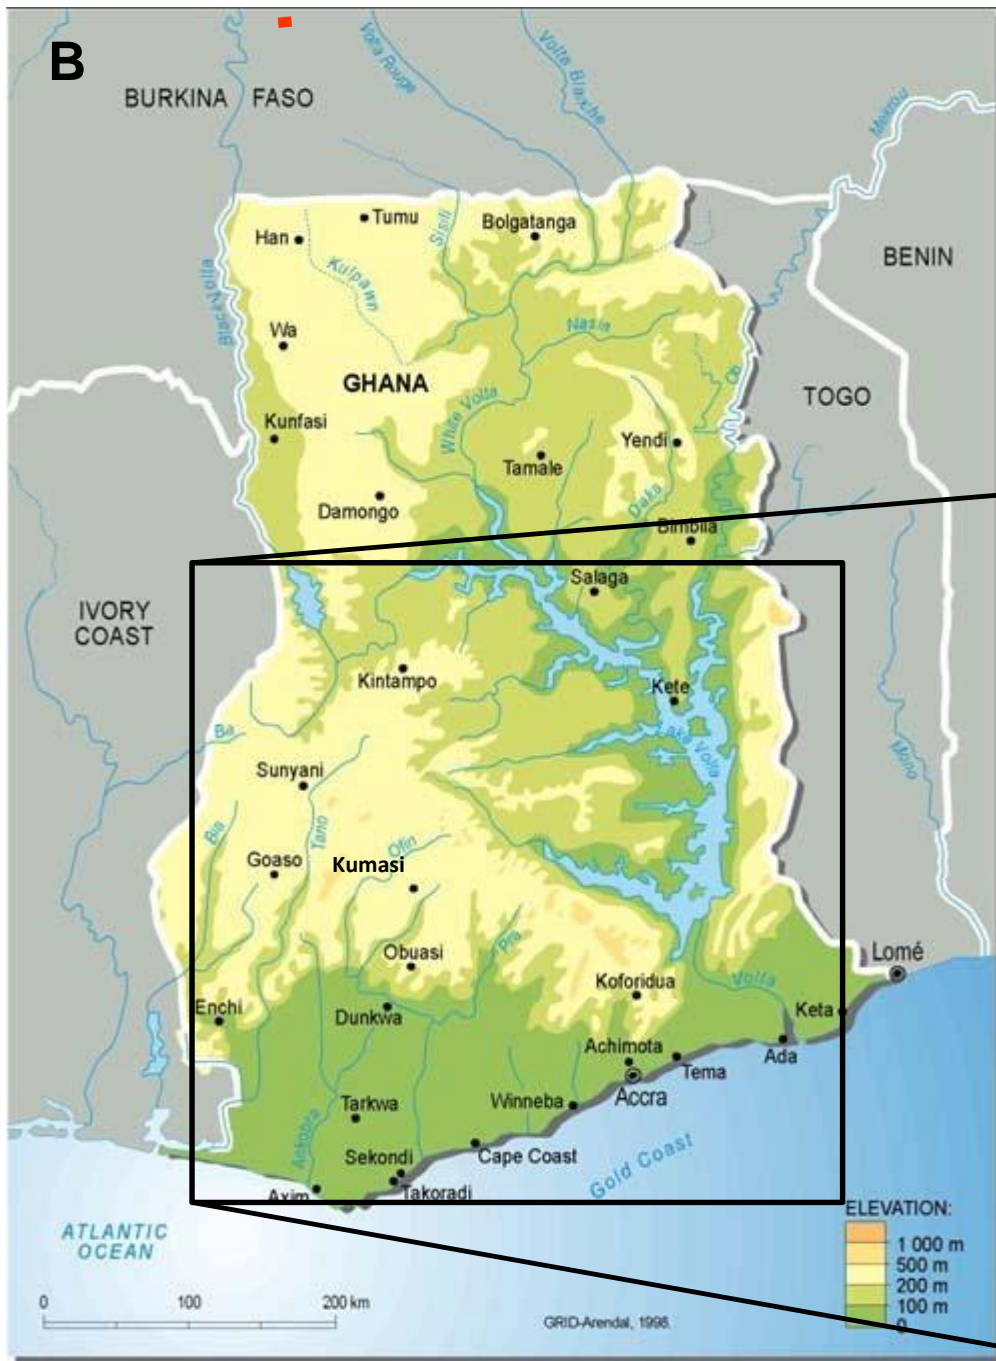 B
BURKINA FASO
Volta Rouge
Volta Blanche
Mekrou
BENIN
Tumu
Han
Sisili
Bolgatanga
Kulpawn
Black Volta
Wa
Nasia
GHANA
TOGO
Ob
White Volta
Kunfasi
Yendi
Tamale
Daka
Damongo
Bimbila
Salaga
IVORY
COAST
Kintampo
Kete
Lake Volta
Ba
Mono
Sunyani
Bia
Tano
Ofin
Goaso
Kumasi
Obuasi
Pra
Koforidua
Volta
Lomé
Enchi
Dunkwa
Keta
Achimota
Ada
Tema
Accra
Winneba
Tarkwa
Ankobra
Sekondi
Cape Coast
Takoradi
Axim
Gold Coast
ATLANTIC
OCEAN
ELEVATION:
1 000 m
500 m
200 m
100 m
0
0 100 200 km
GRID-Arendal, 1998.